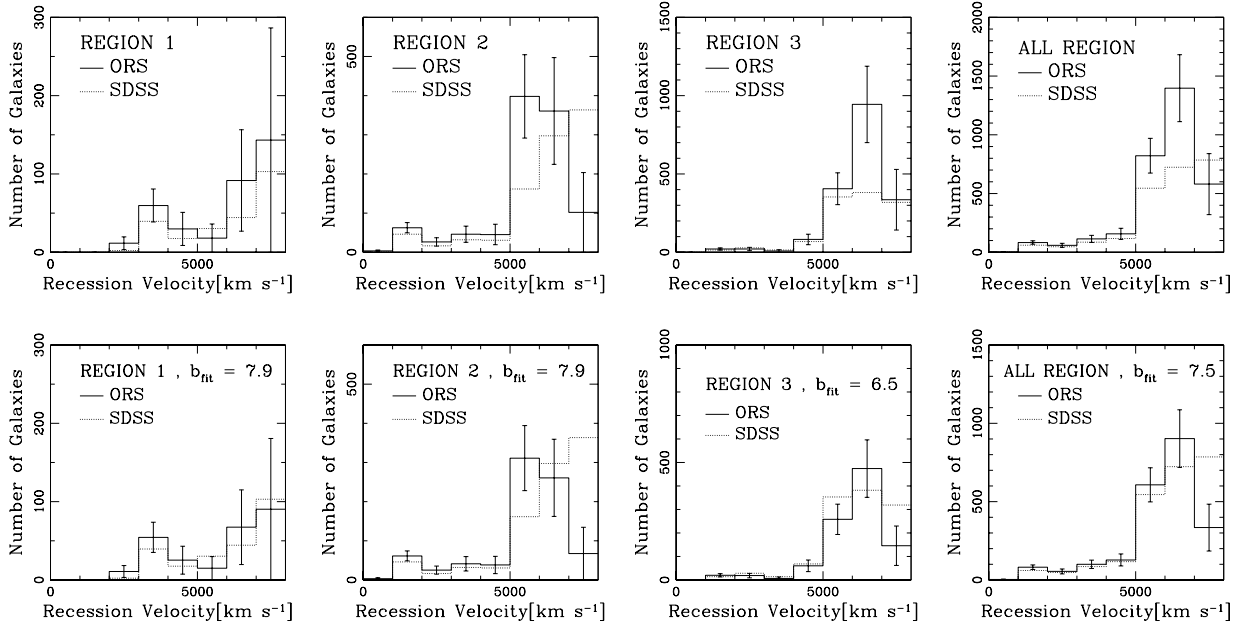 Number of Galaxies
300
200
100
0
REGION 1
ORS
SDSS
0
5000
Recession Velocity[km s⁻¹]
Number of Galaxies
500
0
REGION 2
ORS
SDSS
0
5000
Recession Velocity[km s⁻¹]
Number of Galaxies
1500
1000
500
0
REGION 3
ORS
SDSS
0
5000
Recession Velocity[km s⁻¹]
Number of Galaxies
2000
1500
1000
500
0
ALL REGION
ORS
SDSS
0
5000
Recession Velocity[km s⁻¹]
Number of Galaxies
300
200
100
0
REGION 1 , b_fit = 7.9
ORS
SDSS
0
5000
Recession Velocity[km s⁻¹]
Number of Galaxies
500
0
REGION 2 , b_fit = 7.9
ORS
SDSS
0
5000
Recession Velocity[km s⁻¹]
Number of Galaxies
1000
500
0
REGION 3 , b_fit = 6.5
ORS
SDSS
0
5000
Recession Velocity[km s⁻¹]
Number of Galaxies
1500
1000
500
0
ALL REGION , b_fit = 7.5
ORS
SDSS
0
5000
Recession Velocity[km s⁻¹]